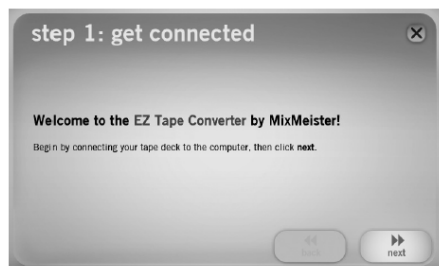 step 1: get connected
Welcome to the EZ Tape Converter by MixMeister!
Begin by connecting your tape deck to the computer, then click next.
back
next